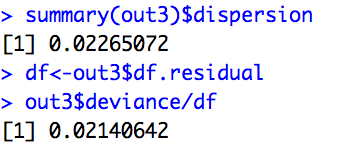 > summary(out3)$dispersion
[1] 0.02265072
> df<-out3$df.residual
> out3$deviance/df
[1] 0.02140642